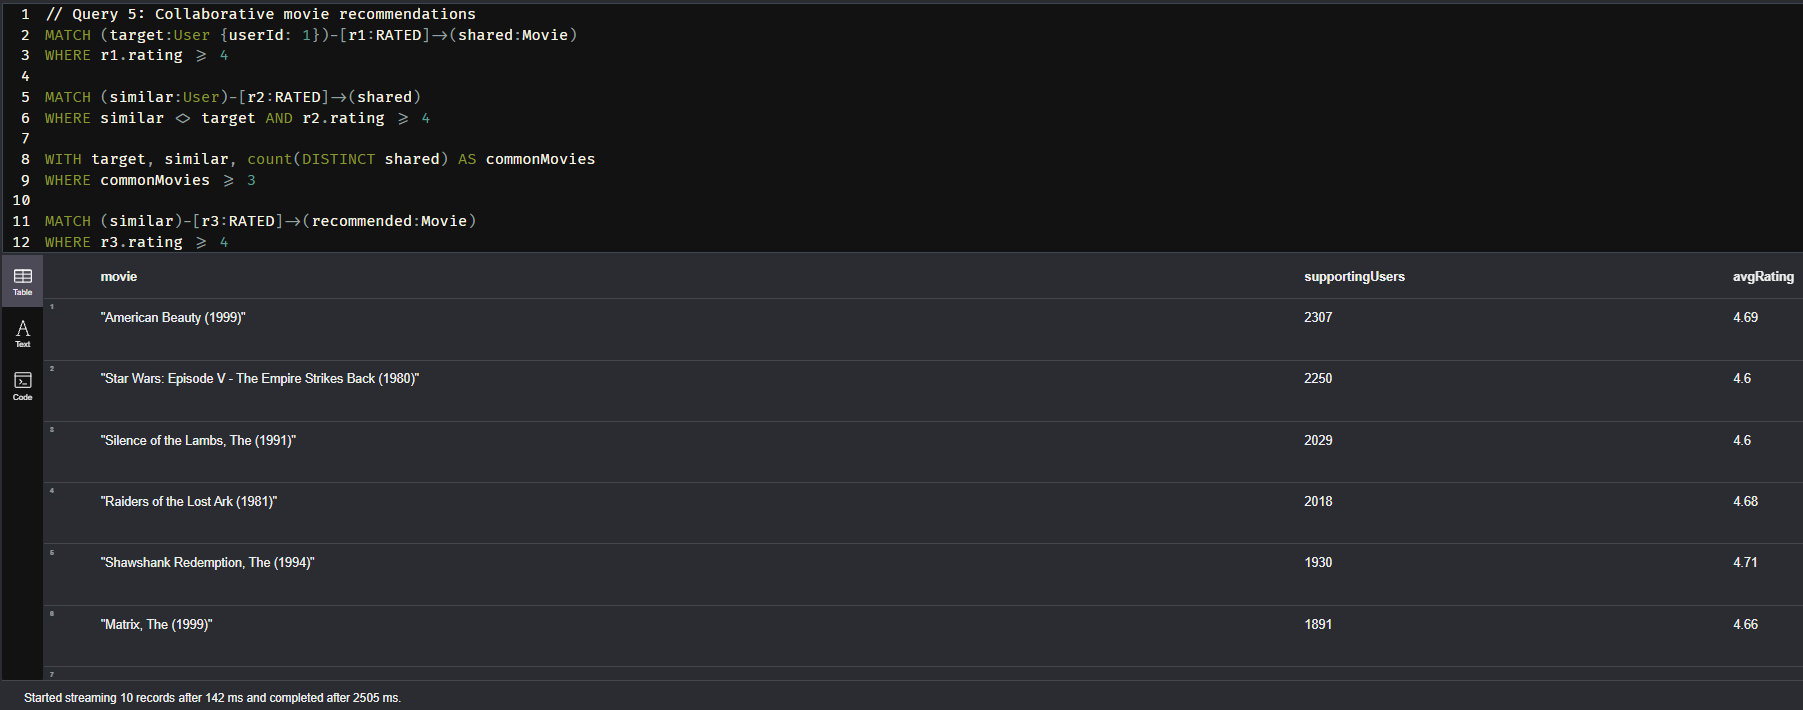 1 // Query 5: Collaborative movie recommendations
2 MATCH (target:User {userId: 1})-[r1:RATED]→(shared:Movie)
3 WHERE r1.rating ⩾ 4
4
5 MATCH (similar:User)-[r2:RATED]→(shared)
6 WHERE similar <> target AND r2.rating ⩾ 4
7
8 WITH target, similar, count(DISTINCT shared) AS commonMovies
9 WHERE commonMovies ⩾ 3
10
11 MATCH (similar)-[r3:RATED]→(recommended:Movie)
12 WHERE r3.rating ⩾ 4
Table
Text
Code
movie supportingUsers avgRating
1 "American Beauty (1999)" 2307 4.69
2 "Star Wars: Episode V - The Empire Strikes Back (1980)" 2250 4.6
3 "Silence of the Lambs, The (1991)" 2029 4.6
4 "Raiders of the Lost Ark (1981)" 2018 4.68
5 "Shawshank Redemption, The (1994)" 1930 4.71
6 "Matrix, The (1999)" 1891 4.66
7
Started streaming 10 records after 142 ms and completed after 2505 ms.